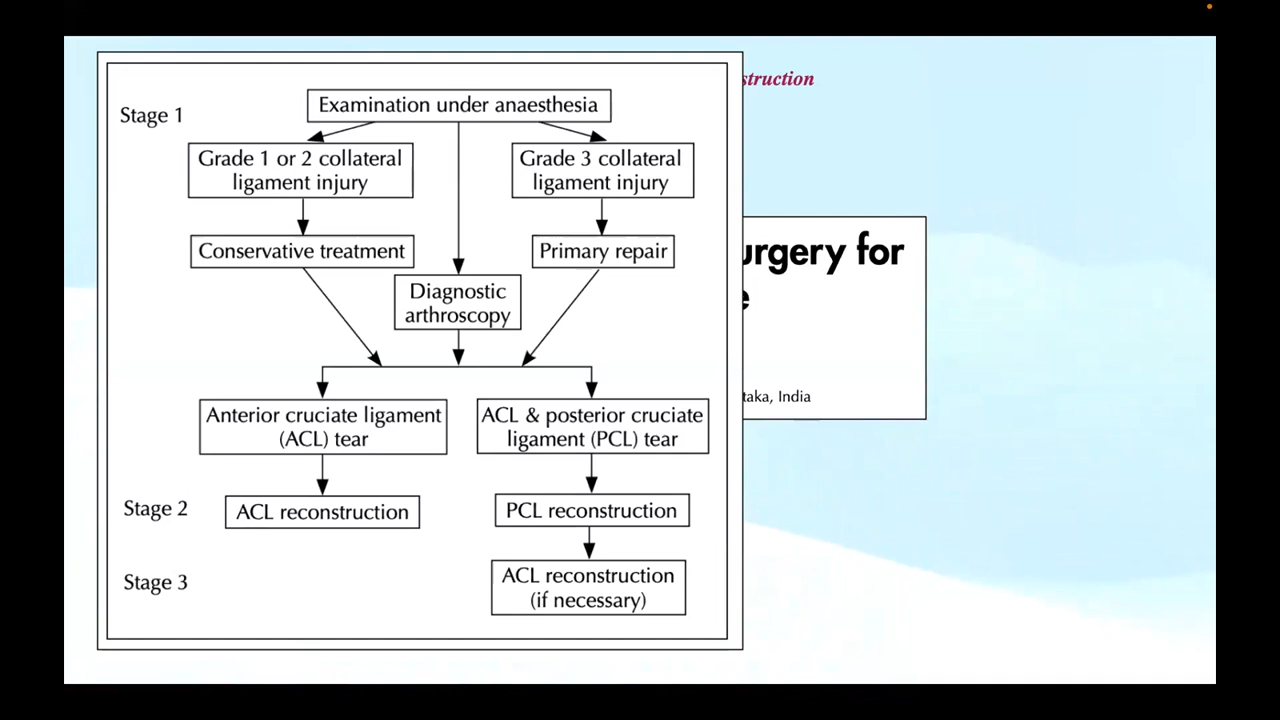 struction
Stage 1
Examination under anaesthesia
Grade 1 or 2 collateral
ligament injury
Grade 3 collateral
ligament injury
Conservative treatment
Primary repair
Diagnostic
arthroscopy
Anterior cruciate ligament
(ACL) tear
ACL & posterior cruciate
ligament (PCL) tear
Stage 2
ACL reconstruction
PCL reconstruction
Stage 3
ACL reconstruction
(if necessary)
urgery for
e
taka, India